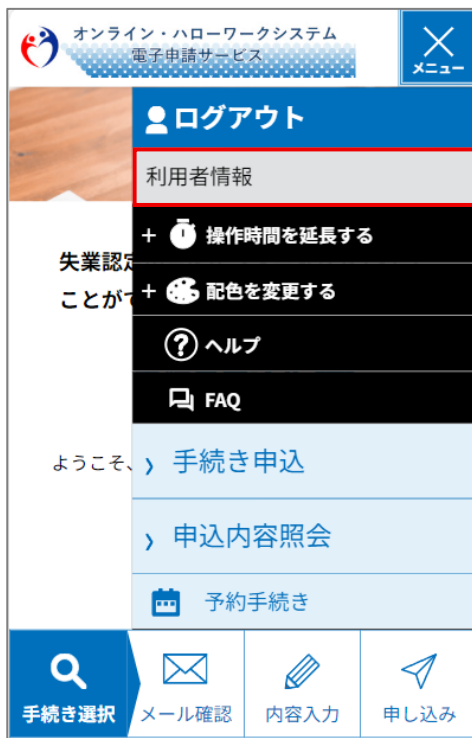 オンライン・ハローワークシステム
電子申請サービス
メニュー
ログアウト
利用者情報
+ 操作時間を延長する
失業認定
+ 配色を変更する
ことが
? ヘルプ
FAQ
ようこそ、
› 手続き申込
› 申込内容照会
予約手続き
手続き選択
メール確認
内容入力
申し込み